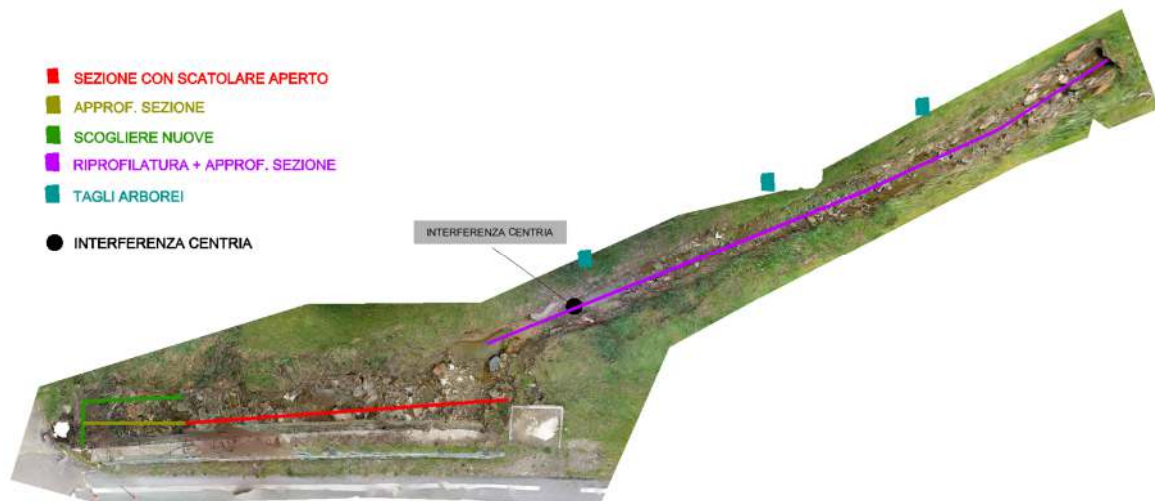 SEZIONE CON SCATOLARE APERTO
APPROF. SEZIONE
SCOGLIERE NUOVE
RIPROFILATURA + APPROF. SEZIONE
TAGLI ARBOREI
INTERFERENZA CENTRIA
INTERFERENZA CENTRIA